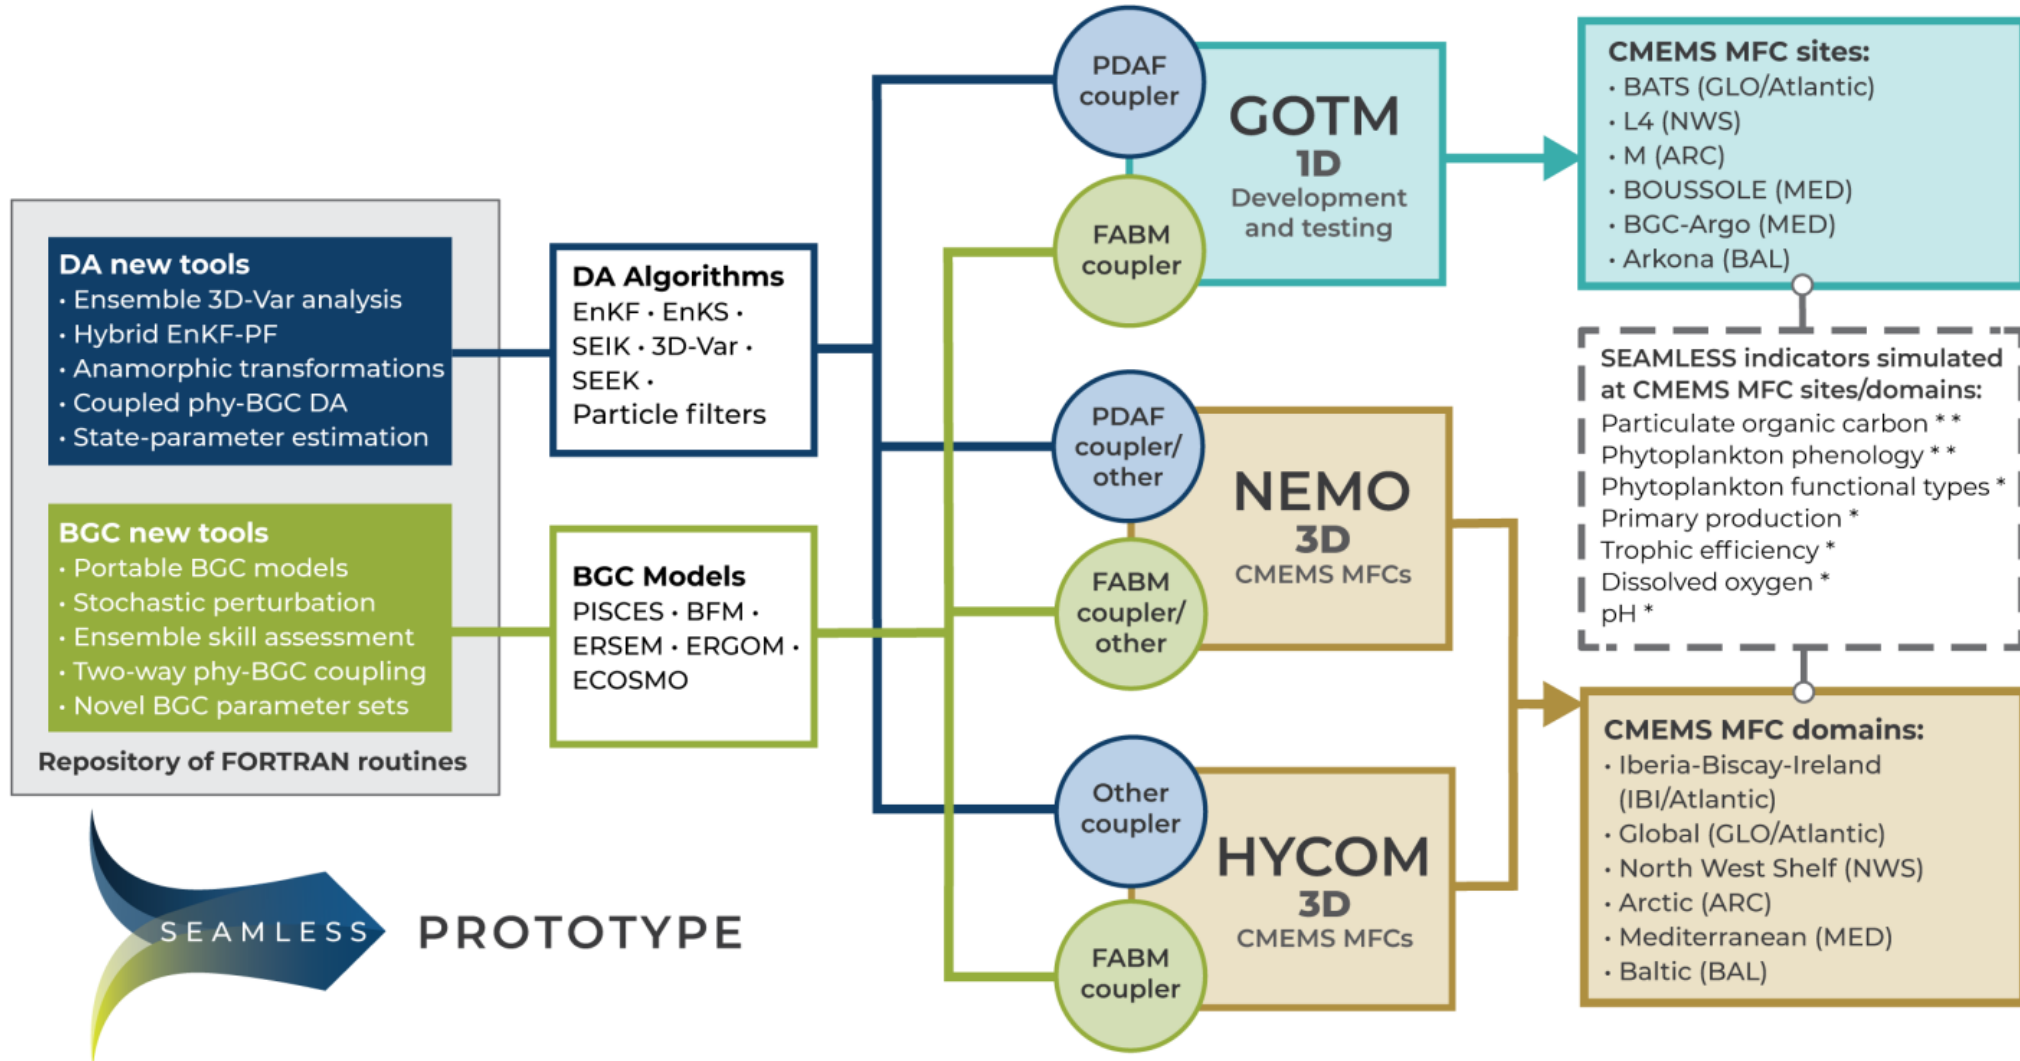 DA new tools
· Ensemble 3D-Var analysis
· Hybrid EnKF-PF
· Anamorphic transformations
· Coupled phy-BGC DA
· State-parameter estimation
BGC new tools
· Portable BGC models
· Stochastic perturbation
· Ensemble skill assessment
· Two-way phy-BGC coupling
· Novel BGC parameter sets
Repository of FORTRAN routines
SEAMLESS
PROTOTYPE
DA Algorithms
EnKF · EnKS ·
SEIK · 3D-Var ·
SEEK ·
Particle filters
BGC Models
PISCES · BFM ·
ERSEM · ERGOM ·
ECOSMO
PDAF
coupler
FABM
coupler
GOTM
1D
Development
and testing
PDAF
coupler/
other
FABM
coupler/
other
NEMO
3D
CMEMS MFCs
Other
coupler
FABM
coupler
HYCOM
3D
CMEMS MFCs
CMEMS MFC sites:
· BATS (GLO/Atlantic)
· L4 (NWS)
· M (ARC)
· BOUSSOLE (MED)
· BGC-Argo (MED)
· Arkona (BAL)
SEAMLESS indicators simulated
at CMEMS MFC sites/domains:
Particulate organic carbon * *
Phytoplankton phenology * *
Phytoplankton functional types *
Primary production *
Trophic efficiency *
Dissolved oxygen *
pH *
CMEMS MFC domains:
· Iberia-Biscay-Ireland
(IBI/Atlantic)
· Global (GLO/Atlantic)
· North West Shelf (NWS)
· Arctic (ARC)
· Mediterranean (MED)
· Baltic (BAL)